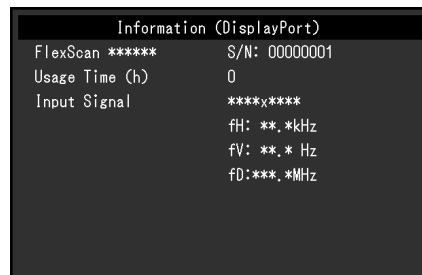 Information (DisplayPort)
FlexScan ****** S/N: 00000001
Usage Time (h) 0
Input Signal ****x****
fH: **.*kHz
fV: **.* Hz
fD:***.*MHz